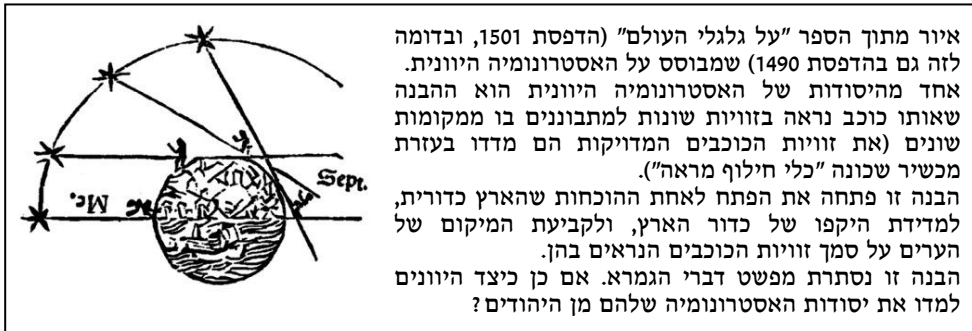 איור מתוך הספר "על גלגלי העולם" (הדפסת 1501, ובדומה
לזה גם בהדפסת 1490) שמבוסס על האסטרונומיה היוונית.
אחד מהיסודות של האסטרונומיה היוונית הוא ההבנה
שאותו כוכב נראה בזוויות שונות למתבוננים בו ממקומות
שונים (את זוויות הכוכבים המדויקות הם מדדו בעזרת
מכשיר שכונה "כלי חילוף מראה").
הבנה זו פתחה את הפתח לאחת ההוכחות שהארץ כדורית,
למדידת היקפו של כדור הארץ, ולקביעת המיקום של
הערים על סמך זוויות הכוכבים הנראים בהן.
הבנה זו נסתרת מפשט דברי הגמרא. אם כן כיצד היוונים
למדו את יסודות האסטרונומיה שלהם מן היהודים?
Sept.
Me.